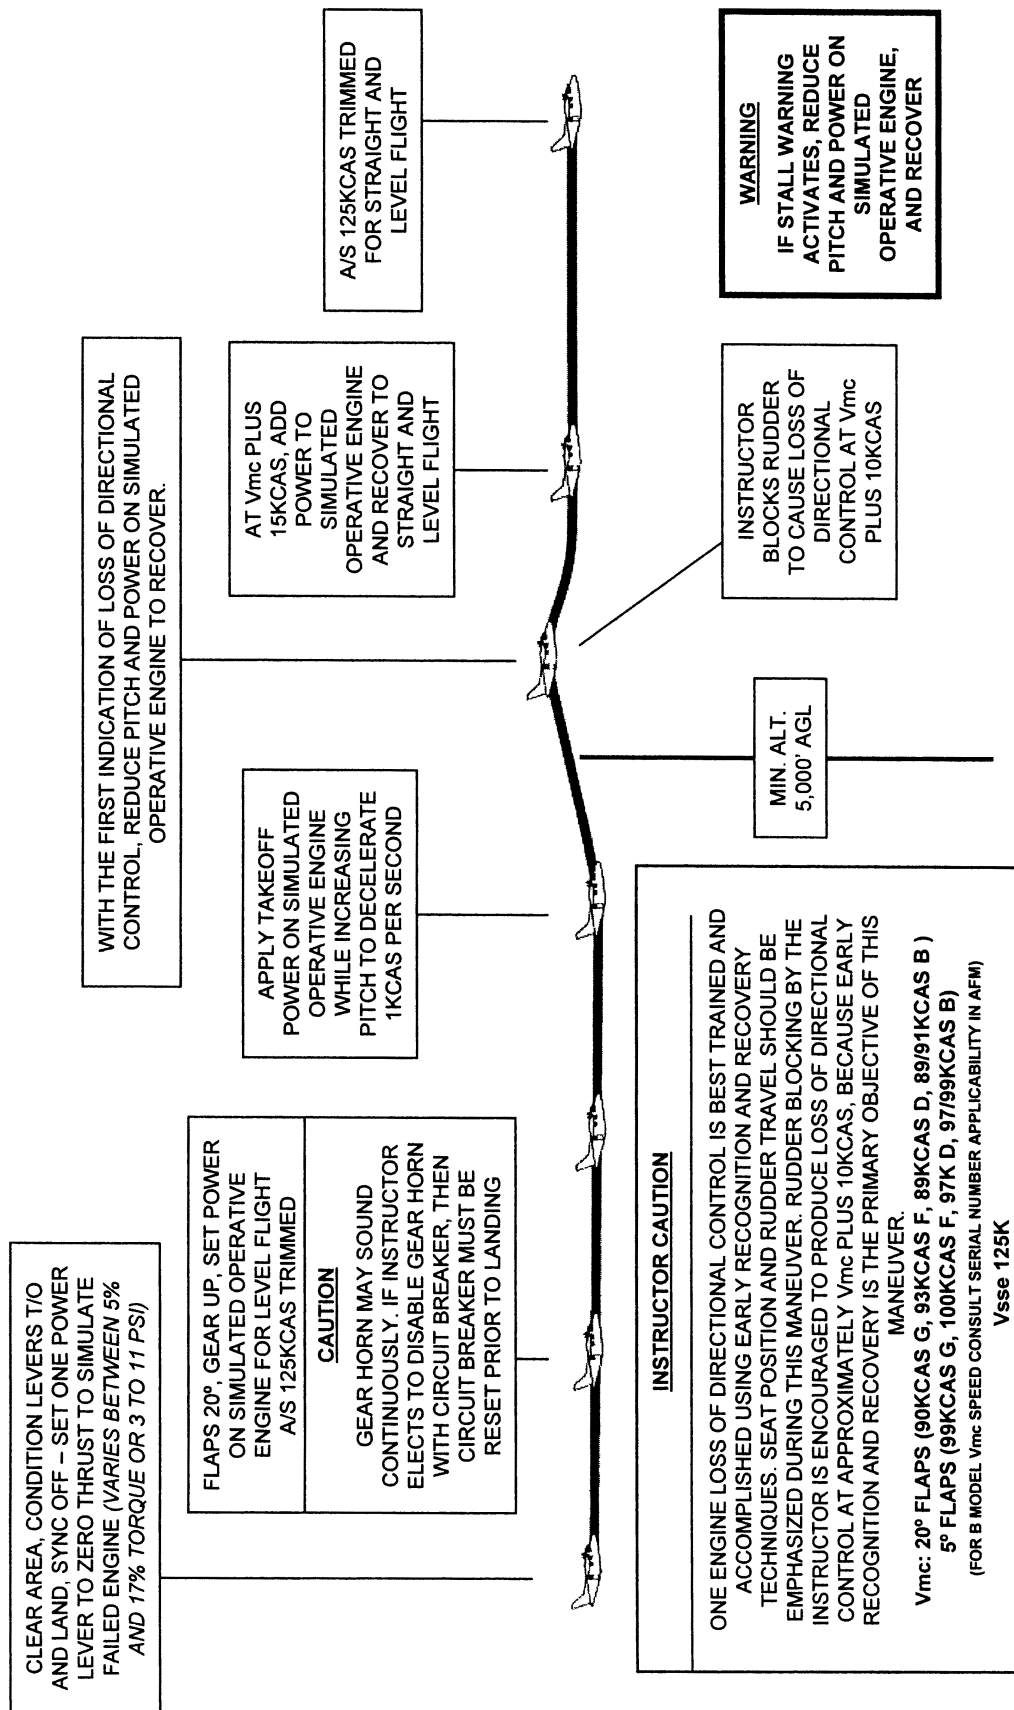 CLEAR AREA, CONDITION LEVERS T/O
AND LAND, SYNC OFF – SET ONE POWER
LEVER TO ZERO THRUST TO SIMULATE
FAILED ENGINE (VARIES BETWEEN 5%
AND 17% TORQUE OR 3 TO 11 PSI)
FLAPS 20º, GEAR UP, SET POWER
ON SIMULATED OPERATIVE
ENGINE FOR LEVEL FLIGHT
A/S 125KCAS TRIMMED
CAUTION
GEAR HORN MAY SOUND
CONTINUOUSLY. IF INSTRUCTOR
ELECTS TO DISABLE GEAR HORN
WITH CIRCUIT BREAKER, THEN
CIRCUIT BREAKER MUST BE
RESET PRIOR TO LANDING
APPLY TAKEOFF
POWER ON SIMULATED
OPERATIVE ENGINE
WHILE INCREASING
PITCH TO DECELERATE
1KCAS PER SECOND
WITH THE FIRST INDICATION OF LOSS OF DIRECTIONAL
CONTROL, REDUCE PITCH AND POWER ON SIMULATED
OPERATIVE ENGINE TO RECOVER.
AT Vmc PLUS
15KCAS, ADD
POWER TO
SIMULATED
OPERATIVE ENGINE
AND RECOVER TO
STRAIGHT AND
LEVEL FLIGHT
A/S 125KCAS TRIMMED
FOR STRAIGHT AND
LEVEL FLIGHT
INSTRUCTOR CAUTION
ONE ENGINE LOSS OF DIRECTIONAL CONTROL IS BEST TRAINED AND
ACCOMPLISHED USING EARLY RECOGNITION AND RECOVERY
TECHNIQUES. SEAT POSITION AND RUDDER TRAVEL SHOULD BE
EMPHASIZED DURING THIS MANEUVER. RUDDER BLOCKING BY THE
INSTRUCTOR IS ENCOURAGED TO PRODUCE LOSS OF DIRECTIONAL
CONTROL AT APPROXIMATELY Vmc PLUS 10KCAS, BECAUSE EARLY
RECOGNITION AND RECOVERY IS THE PRIMARY OBJECTIVE OF THIS
MANEUVER.
Vmc: 20º FLAPS (90KCAS G, 93KCAS F, 89KCAS D, 89/91KCAS B )
5º FLAPS (99KCAS G, 100KCAS F, 97K D, 97/99KCAS B)
(FOR B MODEL Vmc SPEED CONSULT SERIAL NUMBER APPLICABILITY IN AFM)
Vsse 125K
MIN. ALT.
5,000’ AGL
INSTRUCTOR
BLOCKS RUDDER
TO CAUSE LOSS OF
DIRECTIONAL
CONTROL AT Vmc
PLUS 10KCAS
WARNING
IF STALL WARNING
ACTIVATES, REDUCE
PITCH AND POWER ON
SIMULATED
OPERATIVE ENGINE,
AND RECOVER